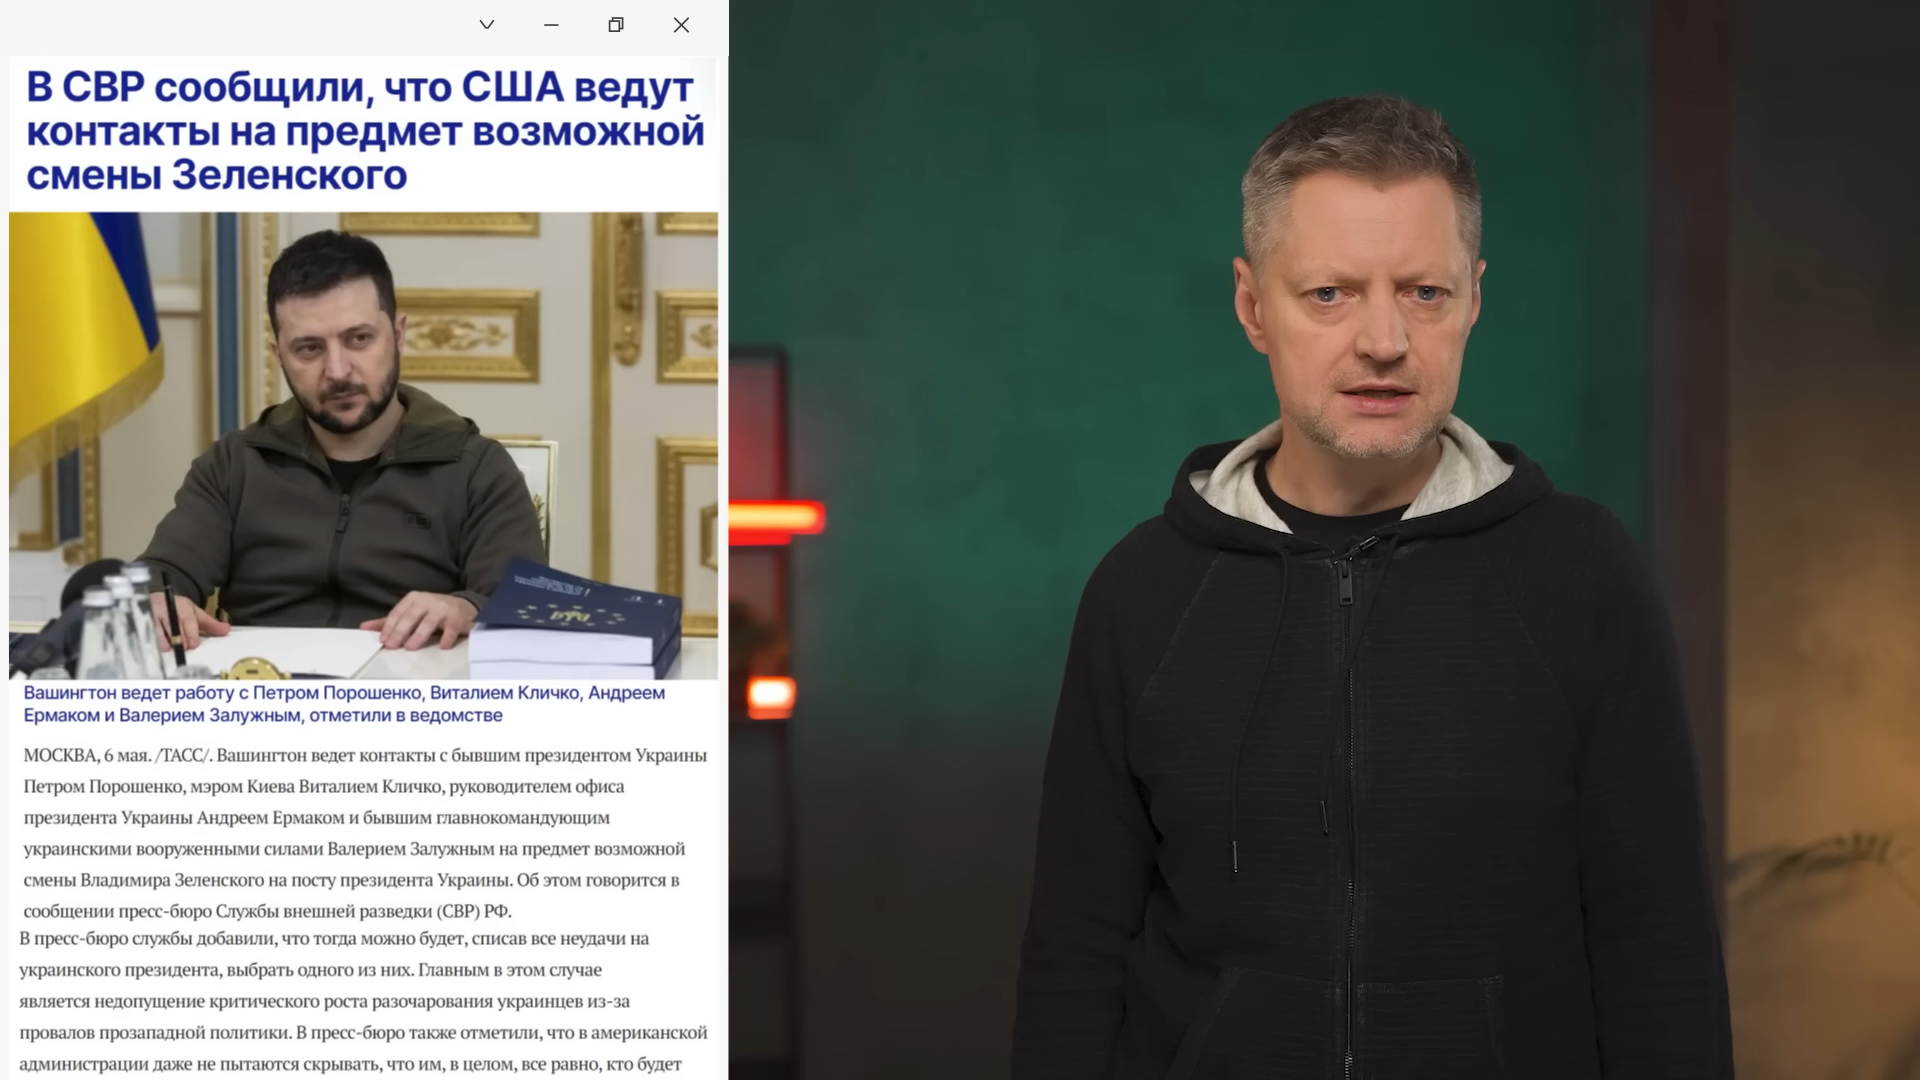 В СВР сообщили, что США ведут
контакты на предмет возможной
смены Зеленского
Вашингтон ведет работу с Петром Порошенко, Виталием Кличко, Андреем
Ермаком и Валерием Залужным, отметили в ведомстве
МОСКВА, 6 мая. /ТАСС/. Вашингтон ведет контакты с бывшим президентом Украины
Петром Порошенко, мэром Киева Виталием Кличко, руководителем офиса
президента Украины Андреем Ермаком и бывшим главнокомандующим
украинскими вооруженными силами Валерием Залужным на предмет возможной
смены Владимира Зеленского на посту президента Украины. Об этом говорится в
сообщении пресс-бюро Службы внешней разведки (СВР) РФ.
В пресс-бюро службы добавили, что тогда можно будет, списав все неудачи на
украинского президента, выбрать одного из них. Главным в этом случае
является недопущение критического роста разочарования украинцев из-за
провалов прозападной политики. В пресс-бюро также отметили, что в американской
администрации даже не пытаются скрывать, что им, в целом, все равно, кто будет